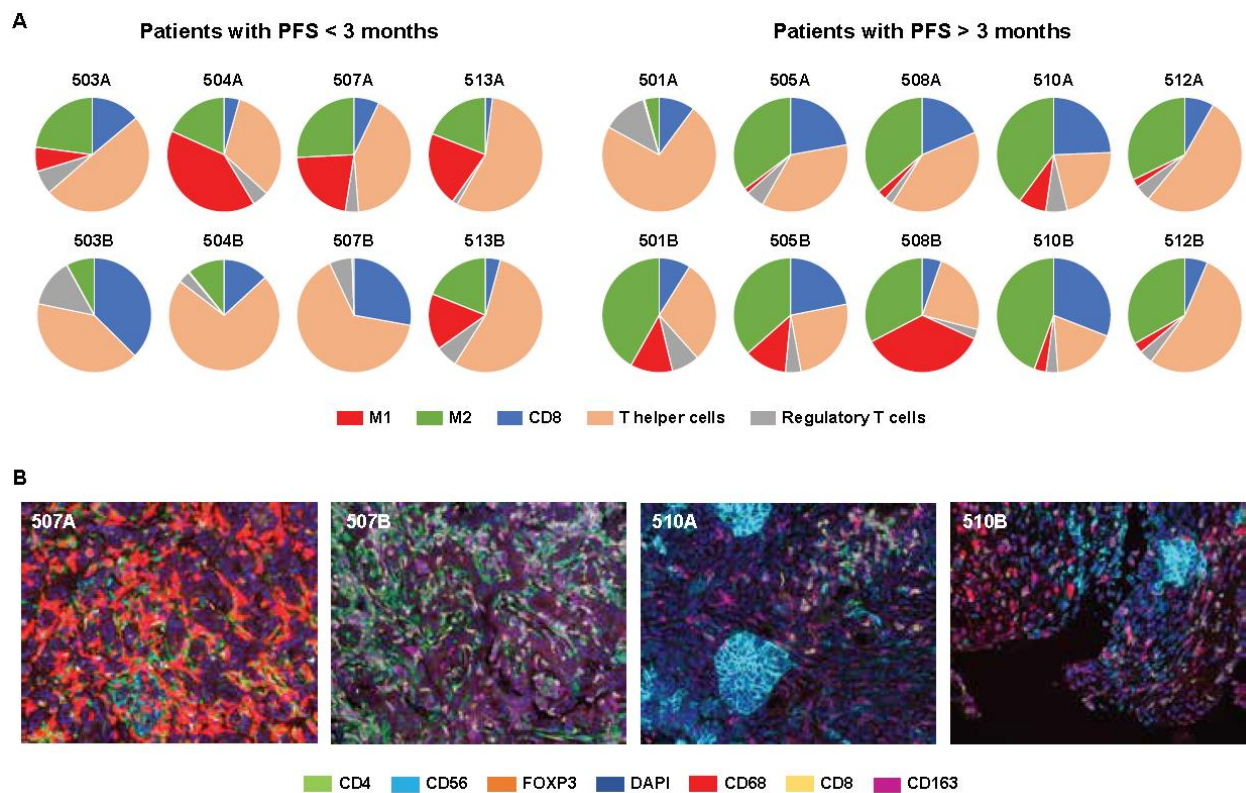 A
Patients with PFS < 3 months
Patients with PFS > 3 months
503A 504A 507A 513A 501A 505A 508A 510A 512A
503B 504B 507B 513B 501B 505B 508B 510B 512B
M1 M2 CD8 T helper cells Regulatory T cells
B
507A 507B 510A 510B
CD4 CD56 FOXP3 DAPI CD68 CD8 CD163